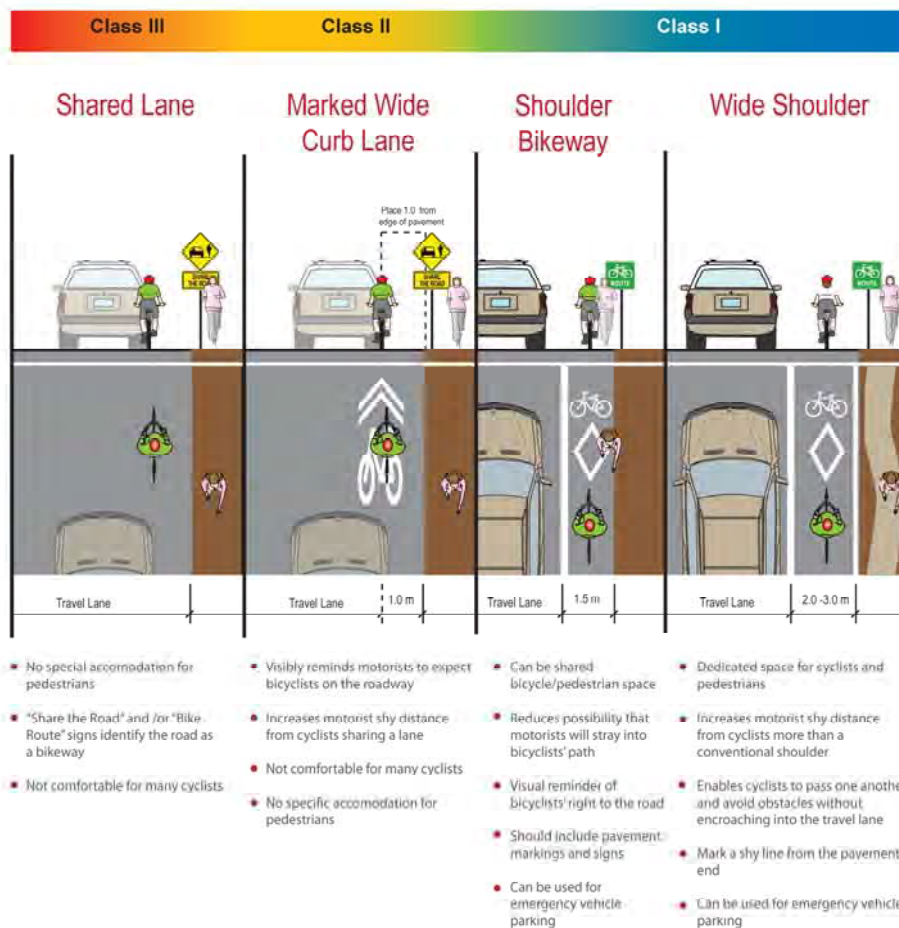 Class III
Class II
Class I
Shared Lane
Marked Wide
Curb Lane
Shoulder
Bikeway
Wide Shoulder
Place 1.0 from
edge of pavement
SHARE
THE ROAD
SHARE
THE ROAD
ROUTE
ROUTE
Travel Lane
Travel Lane
1.0 m
Travel Lane
1.5 m
Travel Lane
2.0 -3.0 m
• No special accomodation for
pedestrians
• "Share the Road" and /or "Bike
Route" signs identify the road as
a bikeway
• Not comfortable for many cyclists
• Visibly reminds motorists to expect
bicyclists on the roadway
• Increases motorist shy distance
from cyclists sharing a lane
• Not comfortable for many cyclists
• No specific accomodation for
pedestrians
• Can be shared
bicycle/pedestrian space
• Reduces possibility that
motorists will stray into
bicyclists' path
• Visual reminder of
bicyclists' right to the road
• Should include pavement
markings and signs
• Can be used for
emergency vehicle
parking
• Dedicated space for cyclists and
pedestrians
• Increases motorist shy distance
from cyclists more than a
conventional shoulder
• Enables cyclists to pass one anothe
and avoid obstacles without
encroaching into the travel lane
• Mark a shy line from the pavement
end
• Can be used for emergency vehicle
parking